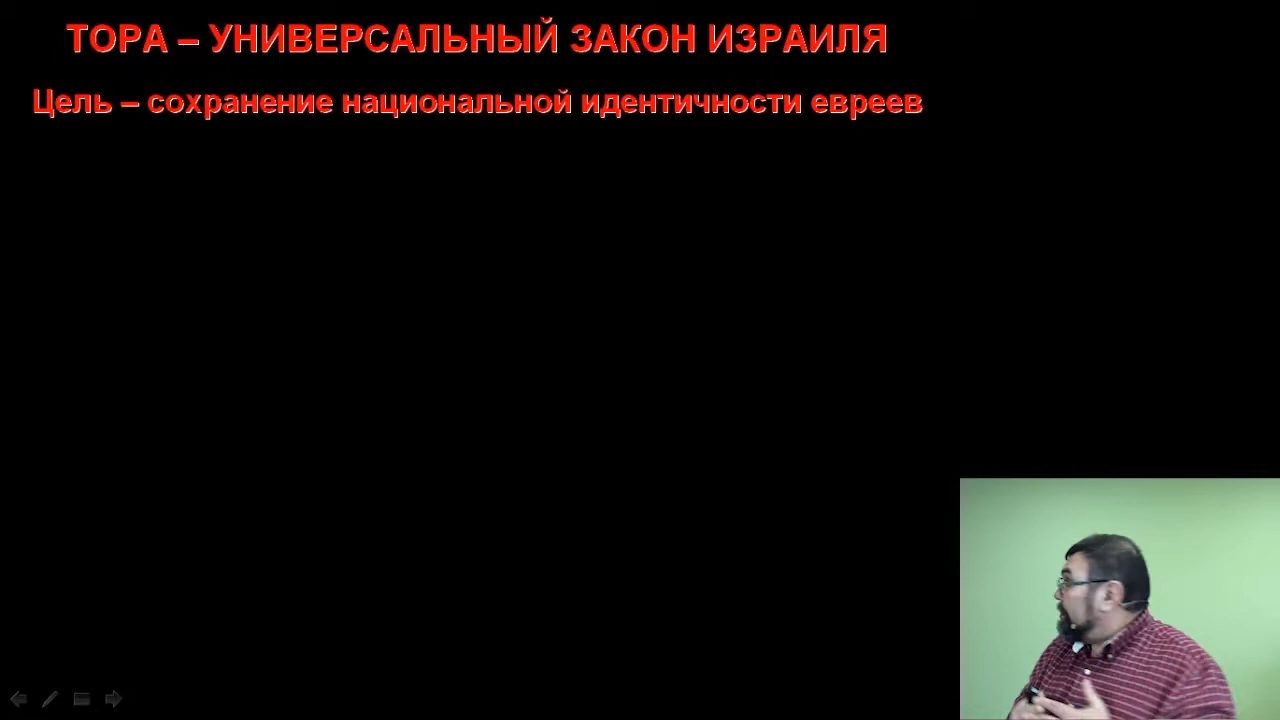 ТОРА – УНИВЕРСАЛЬНЫЙ ЗАКОН ИЗРАИЛЯ
Цель – сохранение национальной идентичности евреев